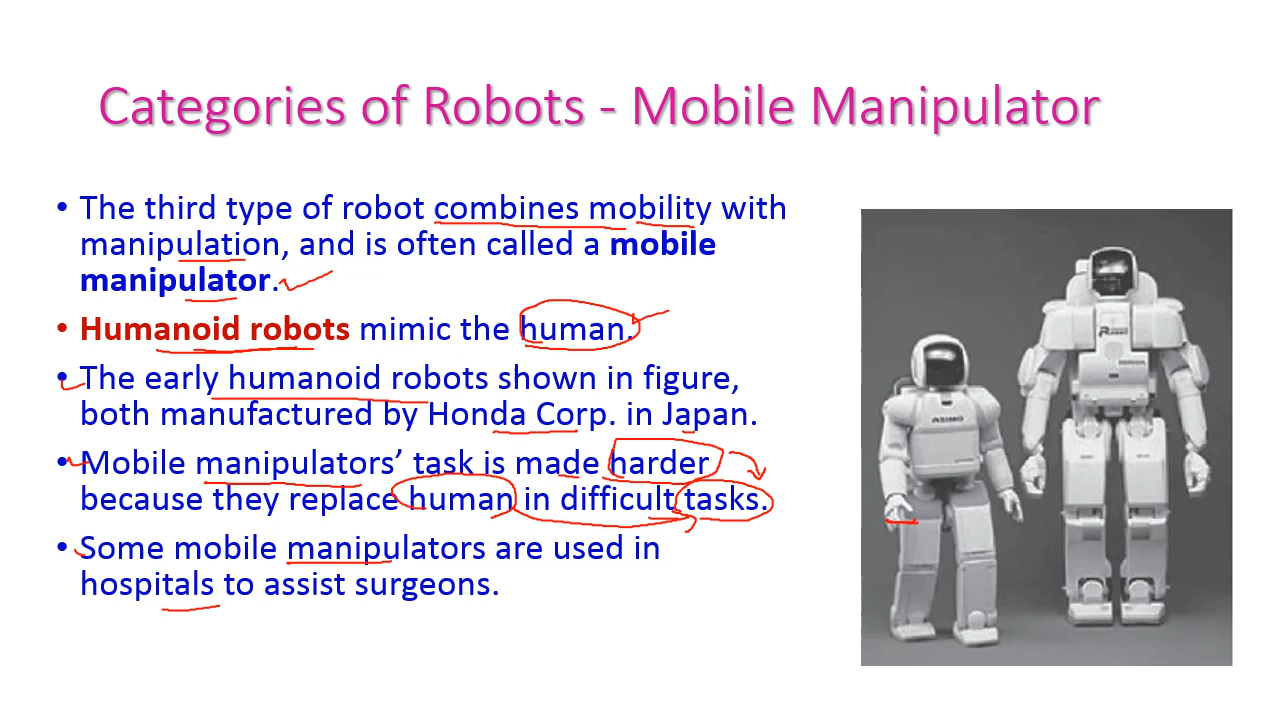 Categories of Robots - Mobile Manipulator
• The third type of robot combines mobility with
manipulation, and is often called a mobile
manipulator.
• Humanoid robots mimic the human.
• The early humanoid robots shown in figure,
both manufactured by Honda Corp. in Japan.
• Mobile manipulators’ task is made harder
because they replace human in difficult tasks.
• Some mobile manipulators are used in
hospitals to assist surgeons.
ASIMO